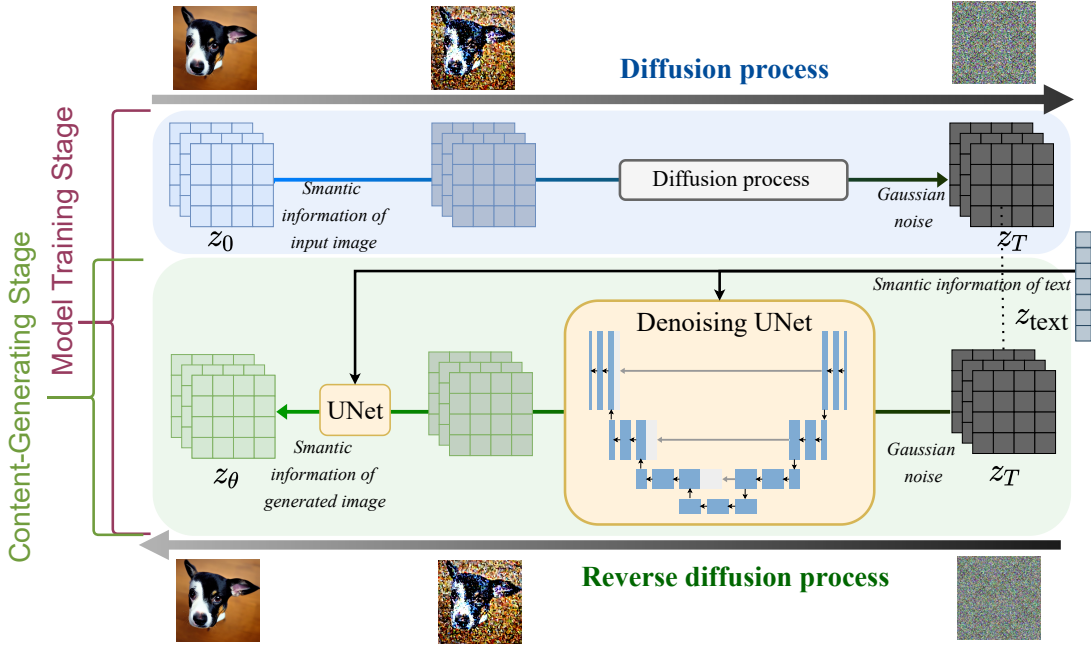 Diffusion process
Model Training Stage
Content-Generating Stage
Smantic
information of
input image
Diffusion process
Gaussian
noise
z0
zT
Smantic information of text
ztext
Denoising UNet
UNet
zθ
Smantic
information of
generated image
Gaussian
noise
zT
Reverse diffusion process